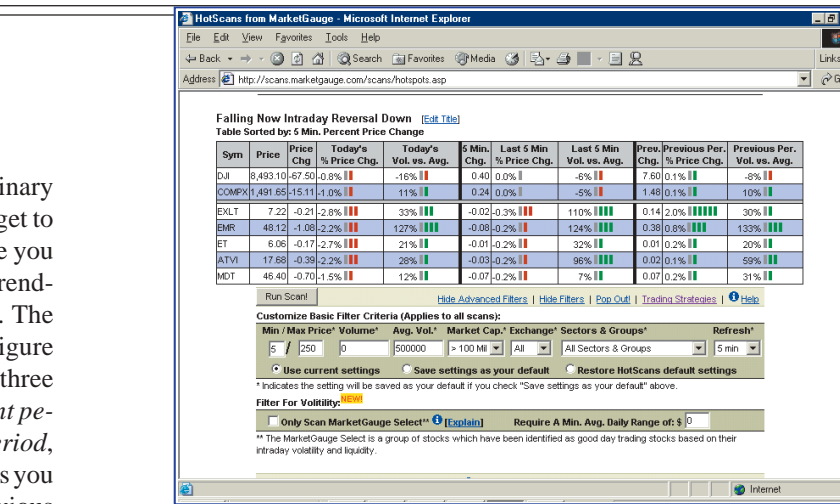 inary
get to
e you
rend-
. The
igure
three
nt pe-
eriod,
s you
HotScans from MarketGauge - Microsoft Internet Explorer
File Edit View Favorites Tools Help
Back Search Favorites Media Links
Address http://scans.marketgauge.com/scans/hotspots.asp G
Falling Now Intraday Reversal Down [Edit Title]
Table Sorted by: 5 Min. Percent Price Change
Sym Price Price Chg Today's % Price Chg. Today's Vol. vs. Avg. 5 Min. Chg. Last 5 Min % Price Chg. Last 5 Min Vol. vs. Avg. Prev. Chg. Previous Per. % Price Chg. Previous Per. Vol. vs. Avg.
DJI 8,493.10 -67.50 -0.8% -16% 0.40 0.0% -6% 7.60 0.1% -8%
COMPX 1,491.65 -15.11 -1.0% 11% 0.24 0.0% -5% 1.48 0.1% 10%
EXLT 7.22 -0.21 -2.8% 33% -0.02 -0.3% 110% 0.14 2.0% 30%
EMR 48.12 -1.08 -2.2% 127% -0.08 -0.2% 124% 0.38 0.8% 133%
ET 6.06 -0.17 -2.7% 21% -0.01 -0.2% 32% 0.01 0.2% 20%
ATVI 17.68 -0.39 -2.2% 28% -0.03 -0.2% 96% 0.02 0.1% 59%
MDT 46.40 -0.70 -1.5% 12% -0.07 -0.2% 7% 0.07 0.2% 31%
Run Scan! Hide Advanced Filters | Hide Filters | Pop Out! | Trading Strategies | Help
Customize Basic Filter Criteria (Applies to all scans):
Min / Max Price* Volume* Avg. Vol.* Market Cap.* Exchange* Sectors & Groups* Refresh*
5 / 250 0 500000 > 100 Mil All All Sectors & Groups 5 min
Use current settings Save settings as your default Restore HotScans default settings
* Indicates the setting will be saved as your default if you check "Save settings as your default" above.
Filter For Volitility: NEW!
Only Scan MarketGauge Select** [Explain] Require A Min. Avg. Daily Range of: $ 0
** The MarketGauge Select is a group of stocks which have been identified as good day trading stocks based on their
intraday volatility and liquidity.
Internet